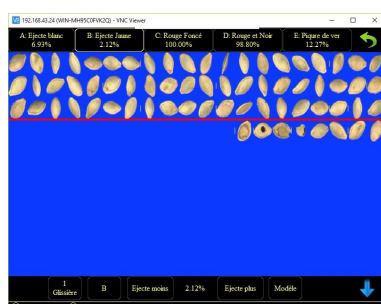 192.168.43.24 (WIN-MH95C0FVK2Q) - VNC Viewer
A: Ejecte blanc
6.93%
B: Ejecte Jaune
2.12%
C: Rouge Foncé
100.00%
D: Rouge et Noir
98.80%
E: Piqure de ver
12.27%
1
Glissière
B
Ejecte moins
2.12%
Ejecte plus
Modèle